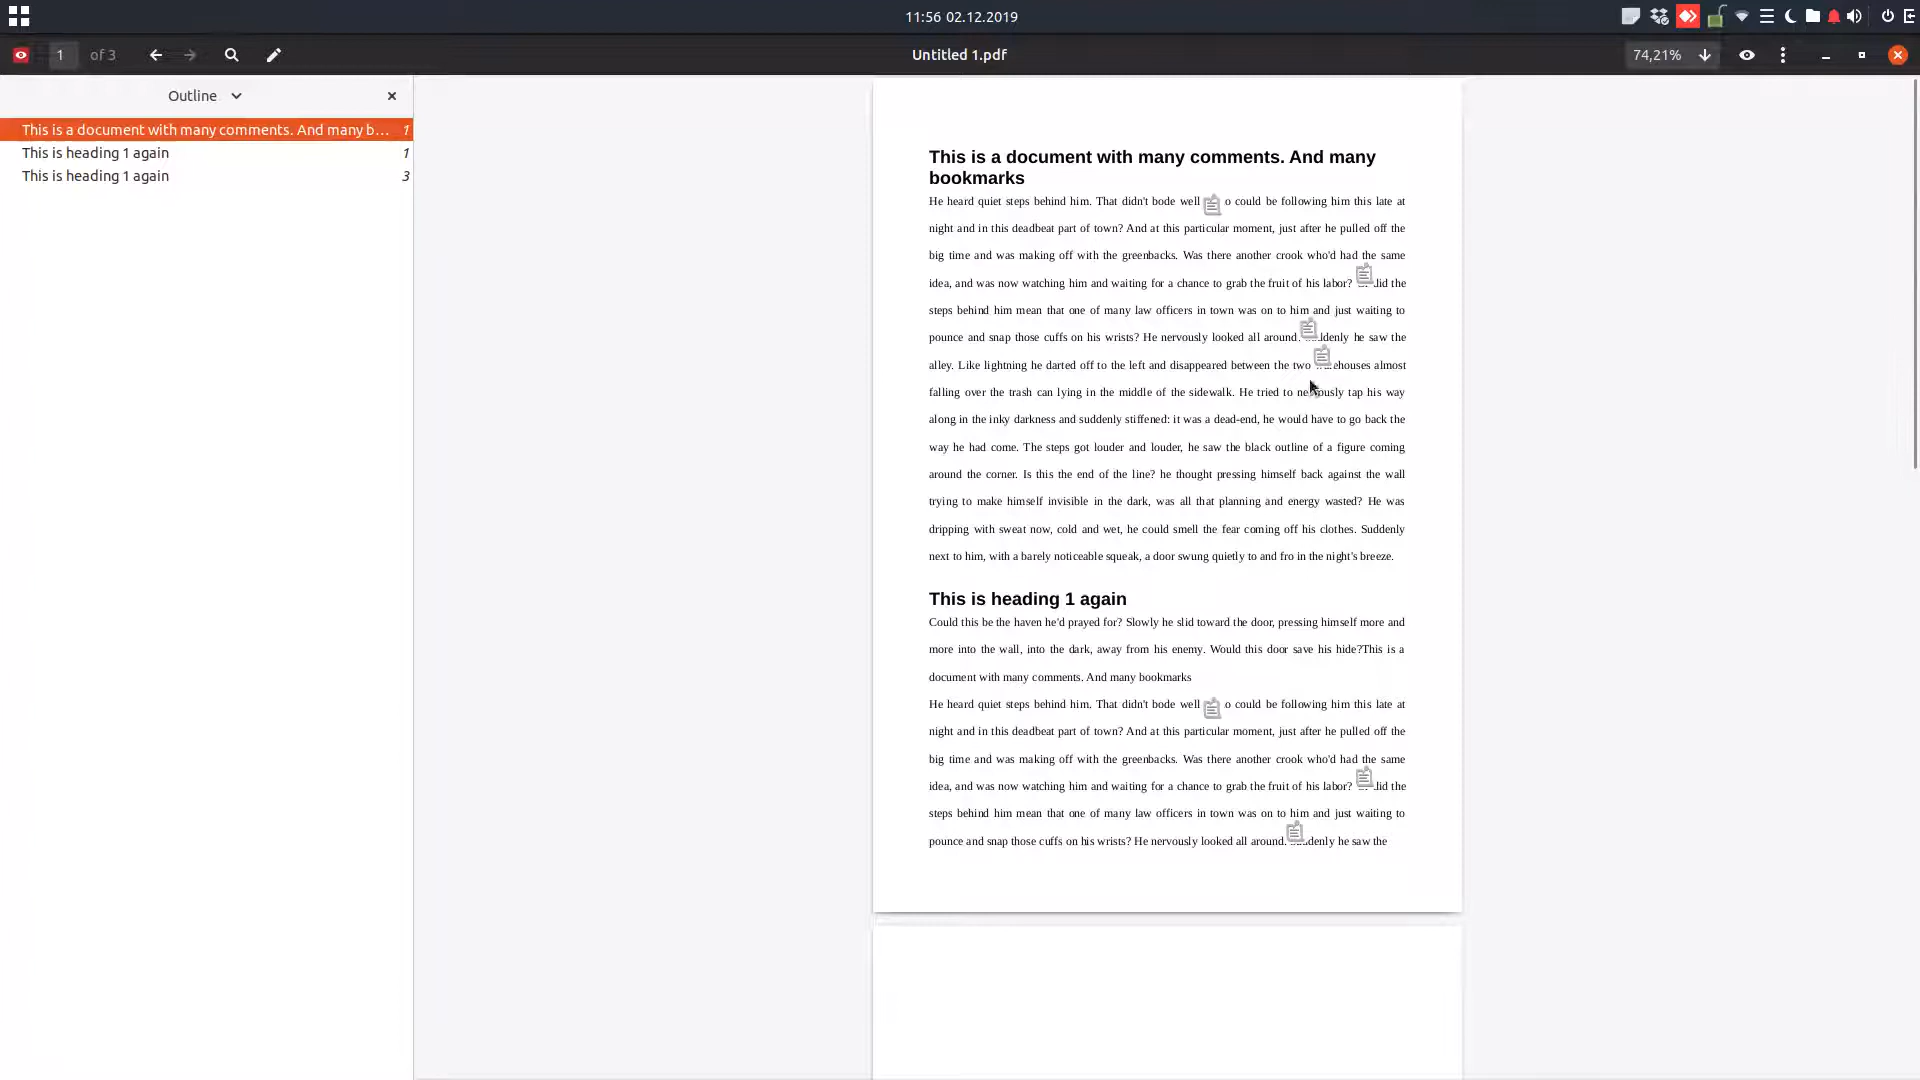 11:56 02.12.2019
1 of 3
Untitled 1.pdf
74,21%
Outline
This is a document with many comments. And many b... 1
This is heading 1 again 1
This is heading 1 again 3
This is a document with many comments. And many
bookmarks
He heard quiet steps behind him. That didn't bode well o could be following him this late at
night and in this deadbeat part of town? And at this particular moment, just after he pulled off the
big time and was making off with the greenbacks. Was there another crook who'd had the same
idea, and was now watching him and waiting for a chance to grab the fruit of his labor? did the
steps behind him mean that one of many law officers in town was on to him and just waiting to
pounce and snap those cuffs on his wrists? He nervously looked all around. denly he saw the
alley. Like lightning he darted off to the left and disappeared between the two ehouses almost
falling over the trash can lying in the middle of the sidewalk. He tried to nervously tap his way
along in the inky darkness and suddenly stiffened: it was a dead-end, he would have to go back the
way he had come. The steps got louder and louder, he saw the black outline of a figure coming
around the corner. Is this the end of the line? he thought pressing himself back against the wall
trying to make himself invisible in the dark, was all that planning and energy wasted? He was
dripping with sweat now, cold and wet, he could smell the fear coming off his clothes. Suddenly
next to him, with a barely noticeable squeak, a door swung quietly to and fro in the night's breeze.
This is heading 1 again
Could this be the haven he'd prayed for? Slowly he slid toward the door, pressing himself more and
more into the wall, into the dark, away from his enemy. Would this door save his hide?This is a
document with many comments. And many bookmarks
He heard quiet steps behind him. That didn't bode well o could be following him this late at
night and in this deadbeat part of town? And at this particular moment, just after he pulled off the
big time and was making off with the greenbacks. Was there another crook who'd had the same
idea, and was now watching him and waiting for a chance to grab the fruit of his labor? did the
steps behind him mean that one of many law officers in town was on to him and just waiting to
pounce and snap those cuffs on his wrists? He nervously looked all around. denly he saw the